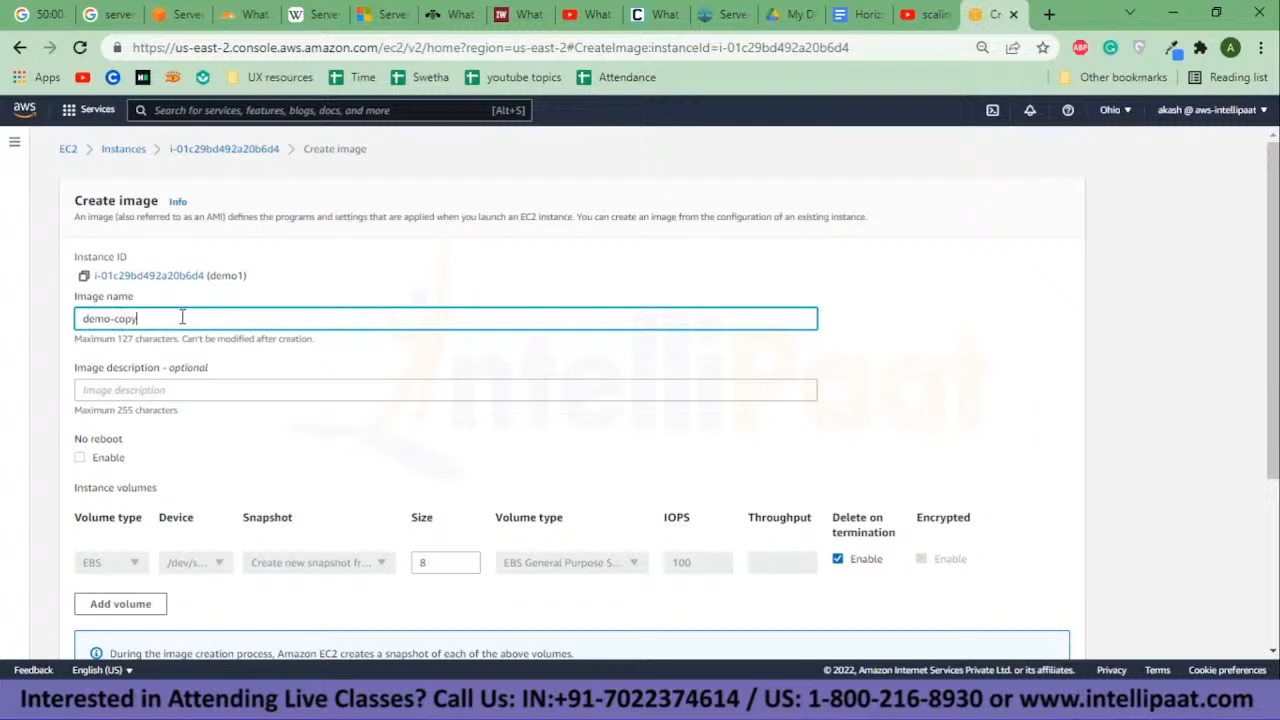 50:00 server Server What Server Server What What What What Server My D Horiz scalin Cr
https://us-east-2.console.aws.amazon.com/ec2/v2/home?region=us-east-2#CreateImage:instanceId=i-01c29bd492a20b6d4 ABP A
Apps UX resources Time Swetha youtube topics Attendance Other bookmarks Reading list
aws Services Search for services, features, blogs, docs, and more [Alt+S] Ohio akash @ aws-intellipaat
EC2 Instances i-01c29bd492a20b6d4 Create image
Create image Info
An image (also referred to as an AMI) defines the programs and settings that are applied when you launch an EC2 instance. You can create an image from the configuration of an existing instance.
Instance ID
i-01c29bd492a20b6d4 (demo1)
Image name
demo-copy
Maximum 127 characters. Can't be modified after creation.
Image description - optional
Image description
Maximum 255 characters
IntelliPaat
No reboot
Enable
Instance volumes
Volume type Device Snapshot Size Volume type IOPS Throughput Delete on termination Encrypted
EBS /dev/s... Create new snapshot fr... 8 EBS General Purpose S... 100 Enable Enable
Add volume
During the image creation process, Amazon EC2 creates a snapshot of each of the above volumes.
Feedback English (US) © 2022, Amazon Internet Services Private Ltd. or its affiliates. Privacy Terms Cookie preferences
Interested in Attending Live Classes? Call Us: IN:+91-7022374614 / US: 1-800-216-8930 or www.intellipaat.com